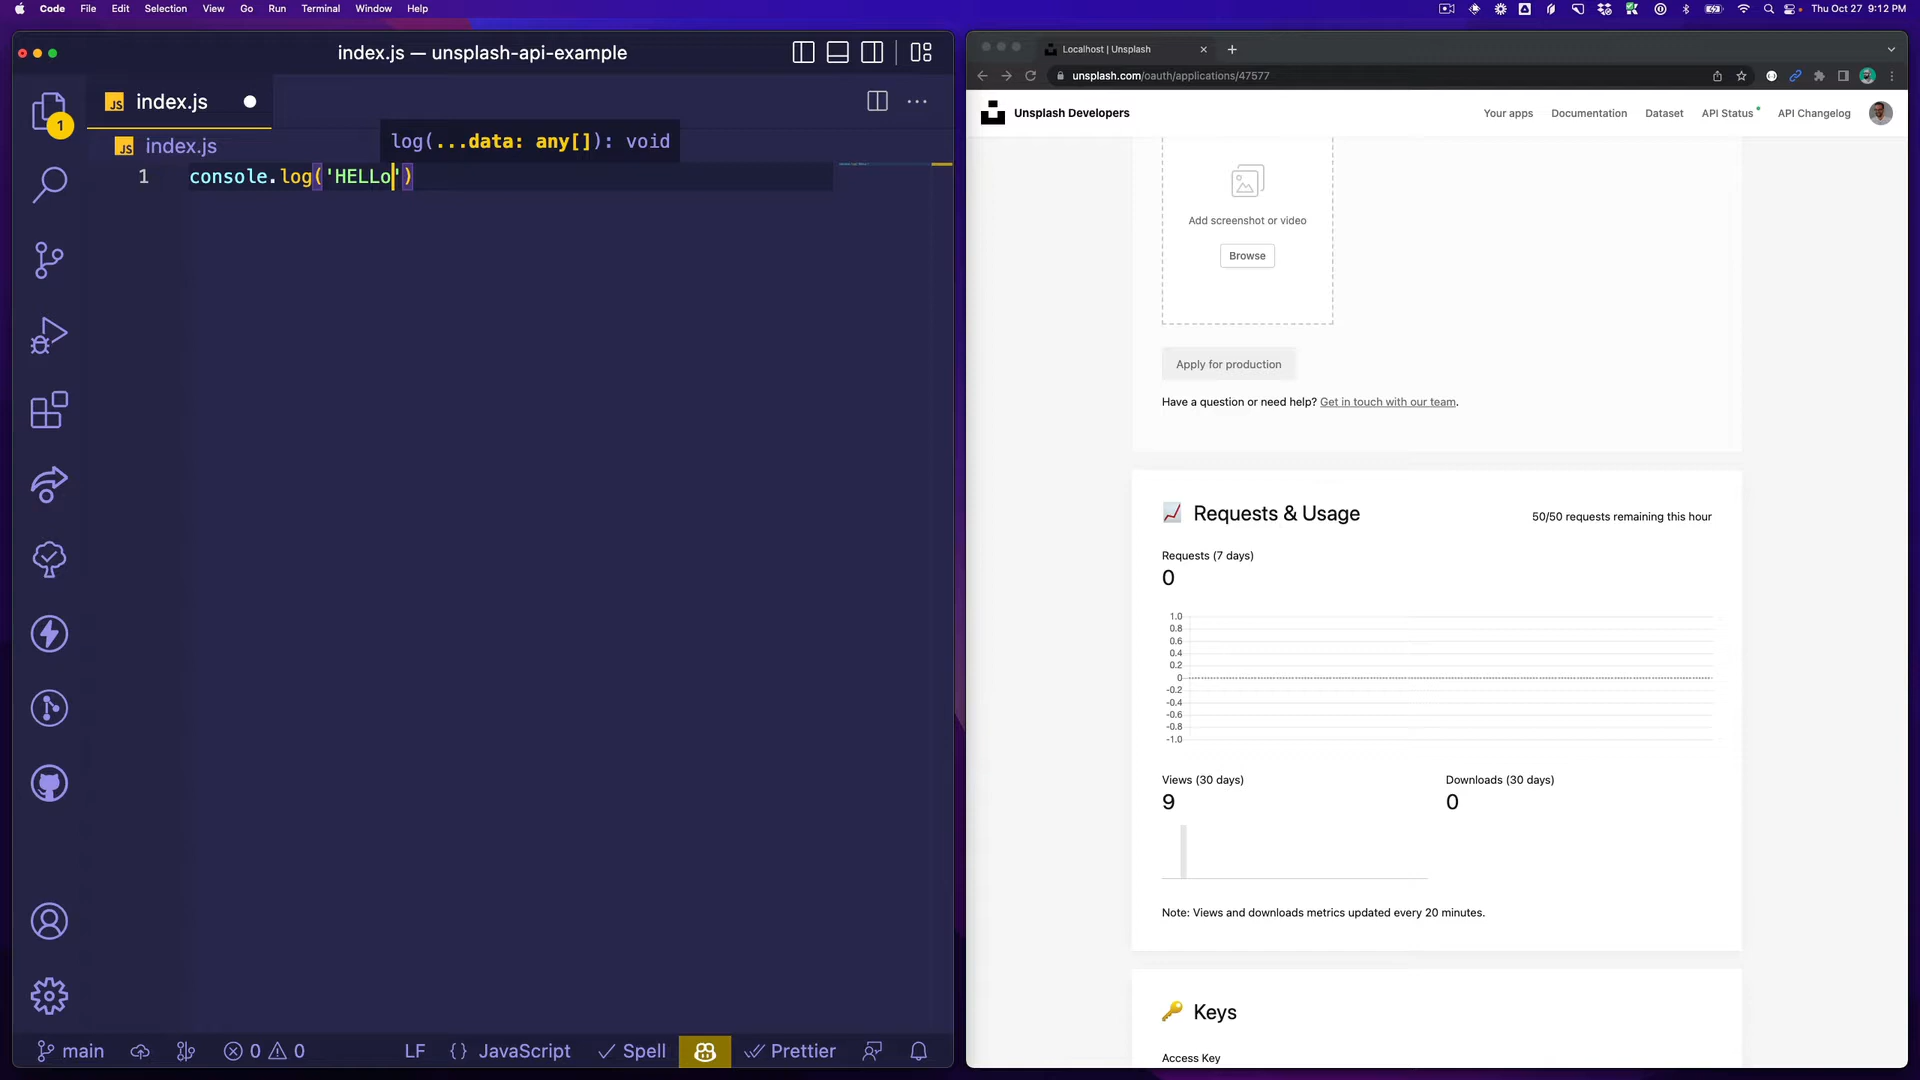 Code File Edit Selection View Go Run Terminal Window Help
Thu Oct 27 9:12 PM
index.js — unsplash-api-example
JS index.js
1
JS index.js
log(...data: any[]): void
1 console.log('HELLo')
main
0 0
LF
{} JavaScript
Spell
Prettier
Localhost | Unsplash
unsplash.com/oauth/applications/47577
Unsplash Developers
Your apps Documentation Dataset API Status API Changelog
Add screenshot or video
Browse
Apply for production
Have a question or need help? Get in touch with our team.
Requests & Usage
50/50 requests remaining this hour
Requests (7 days)
0
1.0
0.8
0.6
0.4
0.2
0
-0.2
-0.4
-0.6
-0.8
-1.0
Views (30 days)
9
Downloads (30 days)
0
Note: Views and downloads metrics updated every 20 minutes.
Keys
Access Key